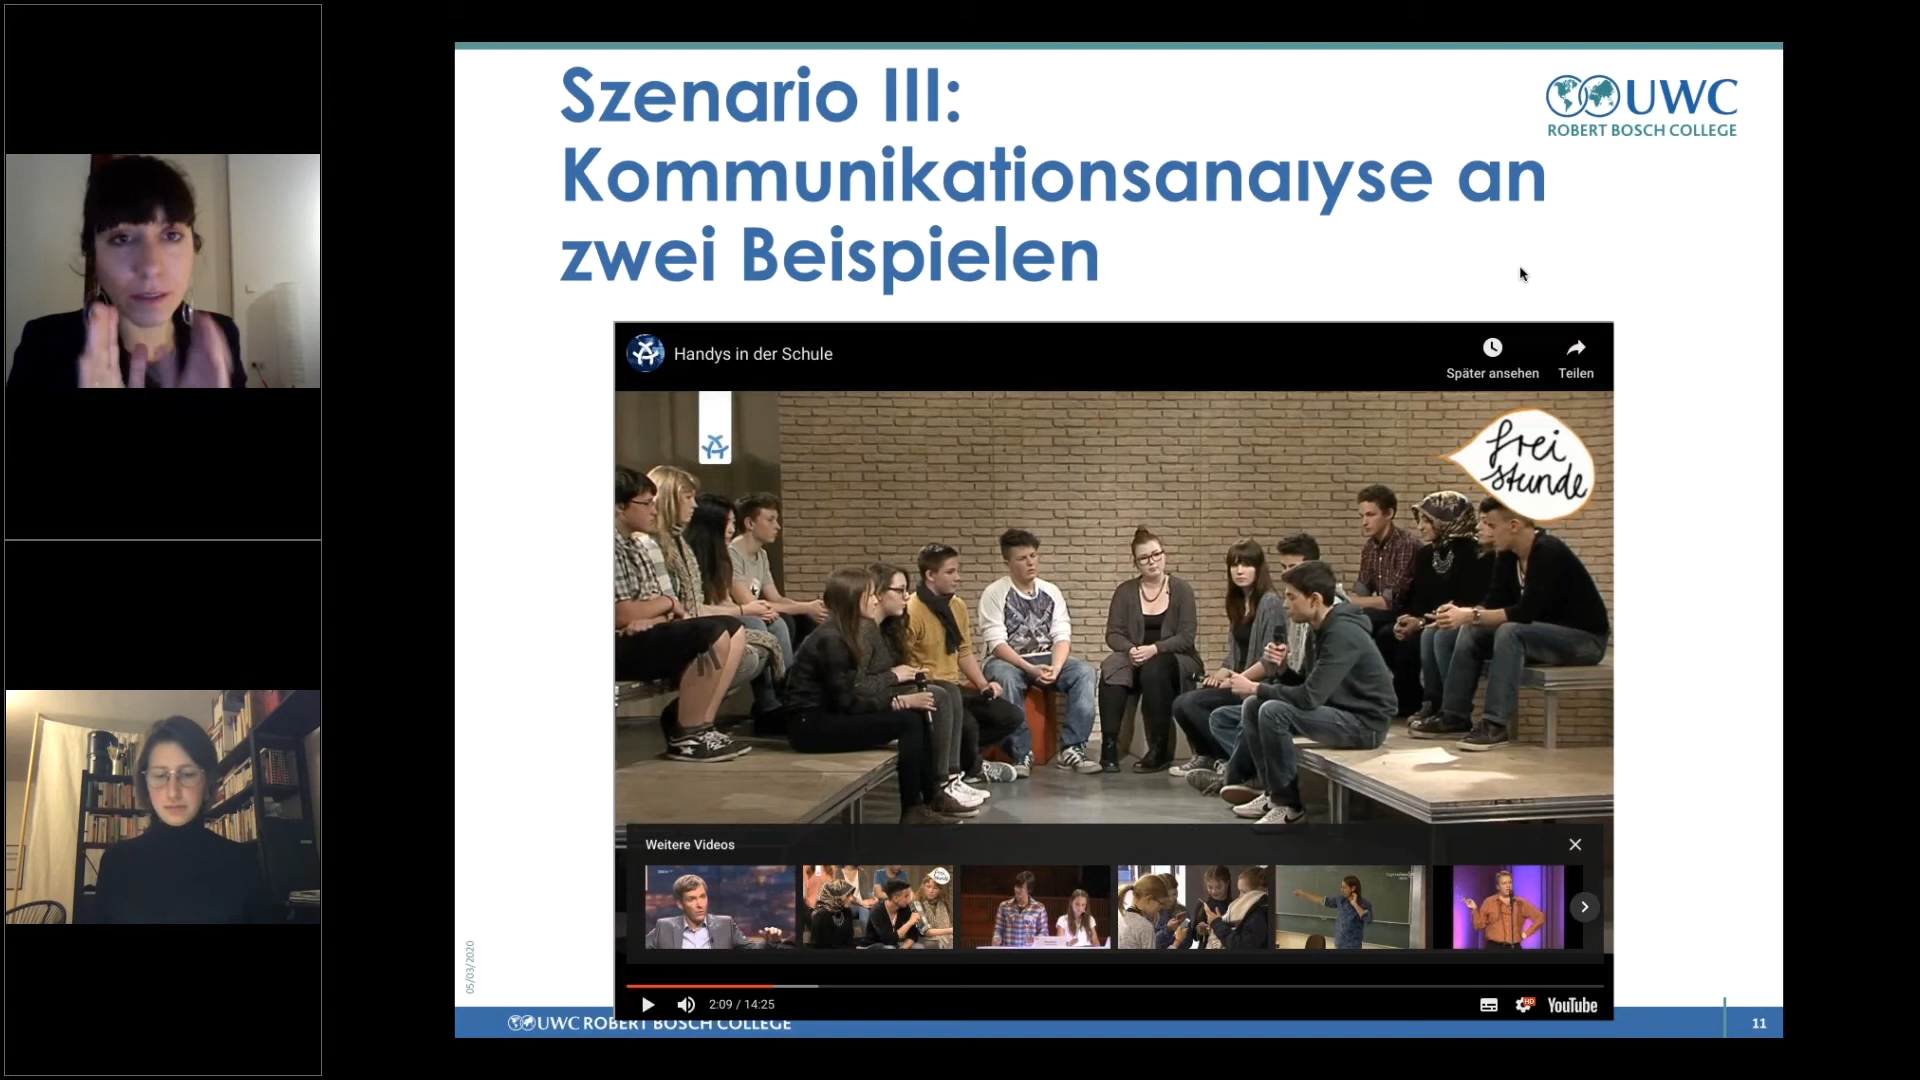 Szenario III:
Kommunikationsanalyse an
zwei Beispielen
UWC
ROBERT BOSCH COLLEGE
Handys in der Schule
Später ansehen
Teilen
frei
stunde
Weitere Videos
2:09 / 14:25
HD
YouTube
05/03/2020
UWC ROBERT BOSCH COLLEGE
11